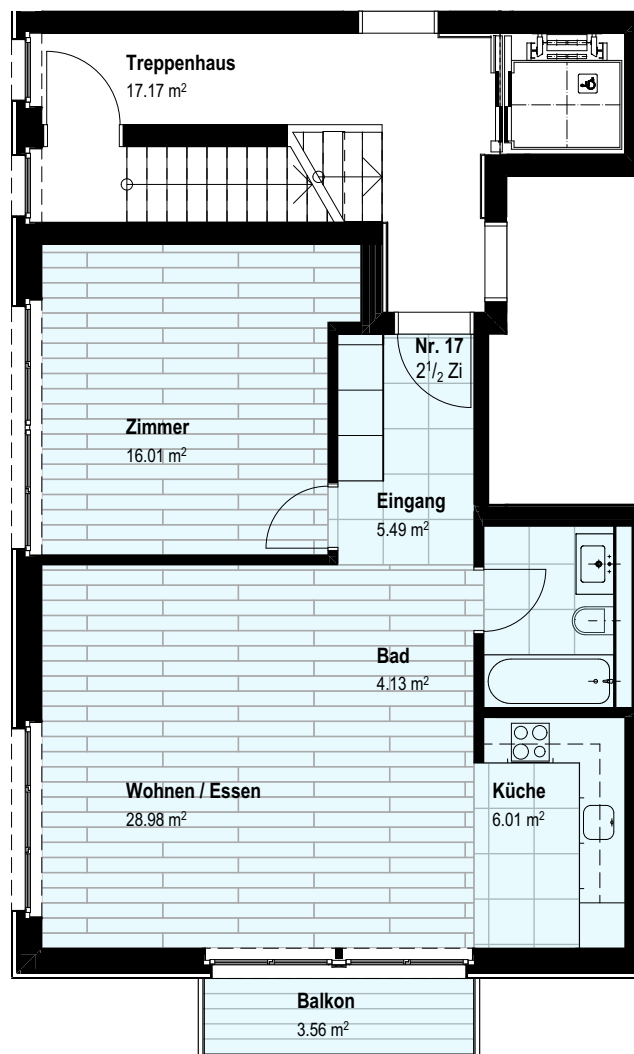 Treppenhaus
17.17 m²
Nr. 17
2¹/₂ Zi
Zimmer
16.01 m²
Eingang
5.49 m²
Bad
4.13 m²
Wohnen / Essen
28.98 m²
Küche
6.01 m²
Balkon
3.56 m²